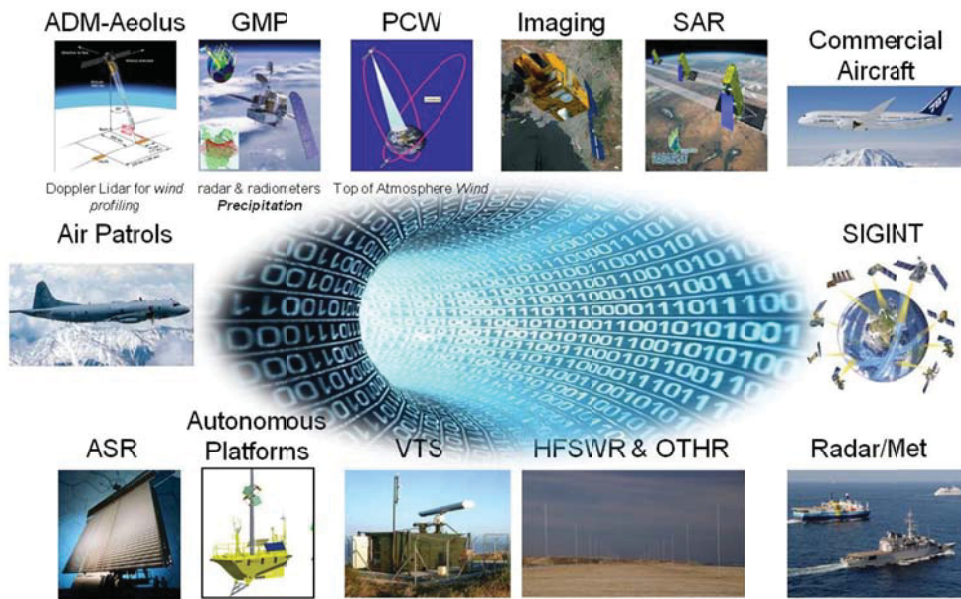 ADM-Aeolus
GMP
PCW
Imaging
SAR
Commercial
Aircraft
787
Doppler Lidar for wind
profiling
radar & radiometers
Precipitation
Top of Atmosphere Wind
Air Patrols
SIGINT
ASR
Autonomous
Platforms
VTS
HFSWR & OTHR
Radar/Met